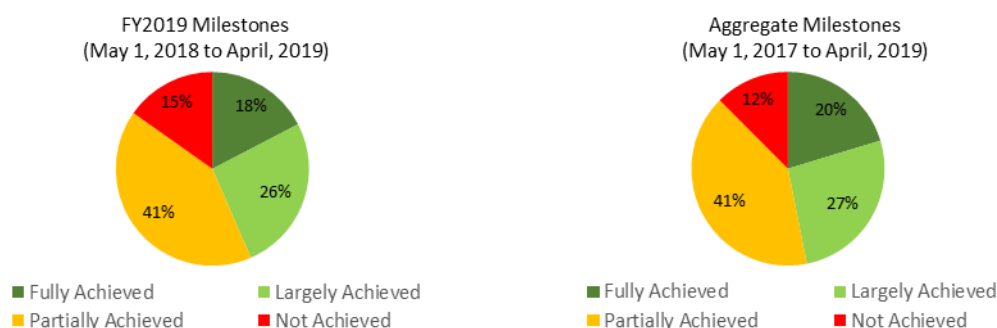 FY2019 Milestones
(May 1, 2018 to April, 2019)
15%
18%
26%
41%
Fully Achieved
Largely Achieved
Partially Achieved
Not Achieved
Aggregate Milestones
(May 1, 2017 to April, 2019)
12%
20%
41%
27%
Fully Achieved
Largely Achieved
Partially Achieved
Not Achieved